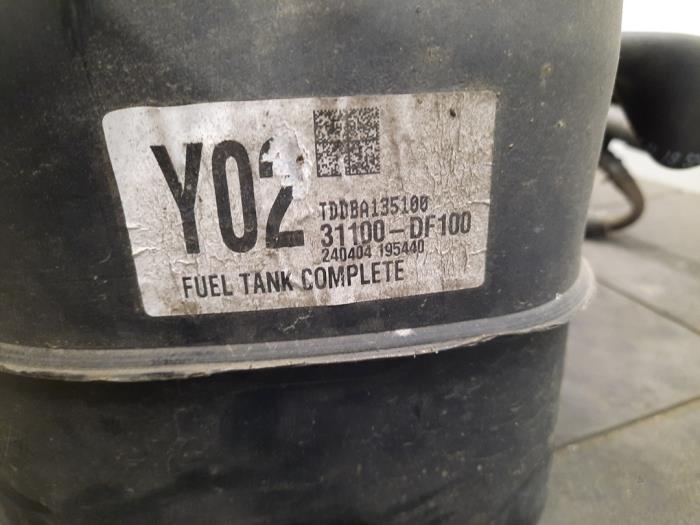 Y02
TDDBA135100
31100-DF100
240404 195440
FUEL TANK COMPLETE